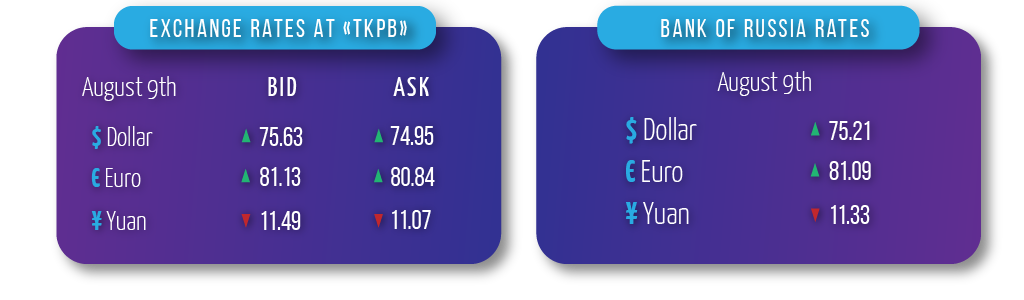 EXCHANGE RATES AT «TKPB»
August 9th BID ASK
$ Dollar ▲ 75.63 ▲ 74.95
€ Euro ▲ 81.13 ▲ 80.84
¥ Yuan ▼ 11.49 ▼ 11.07
BANK OF RUSSIA RATES
August 9th
$ Dollar ▲ 75.21
€ Euro ▲ 81.09
¥ Yuan ▼ 11.33